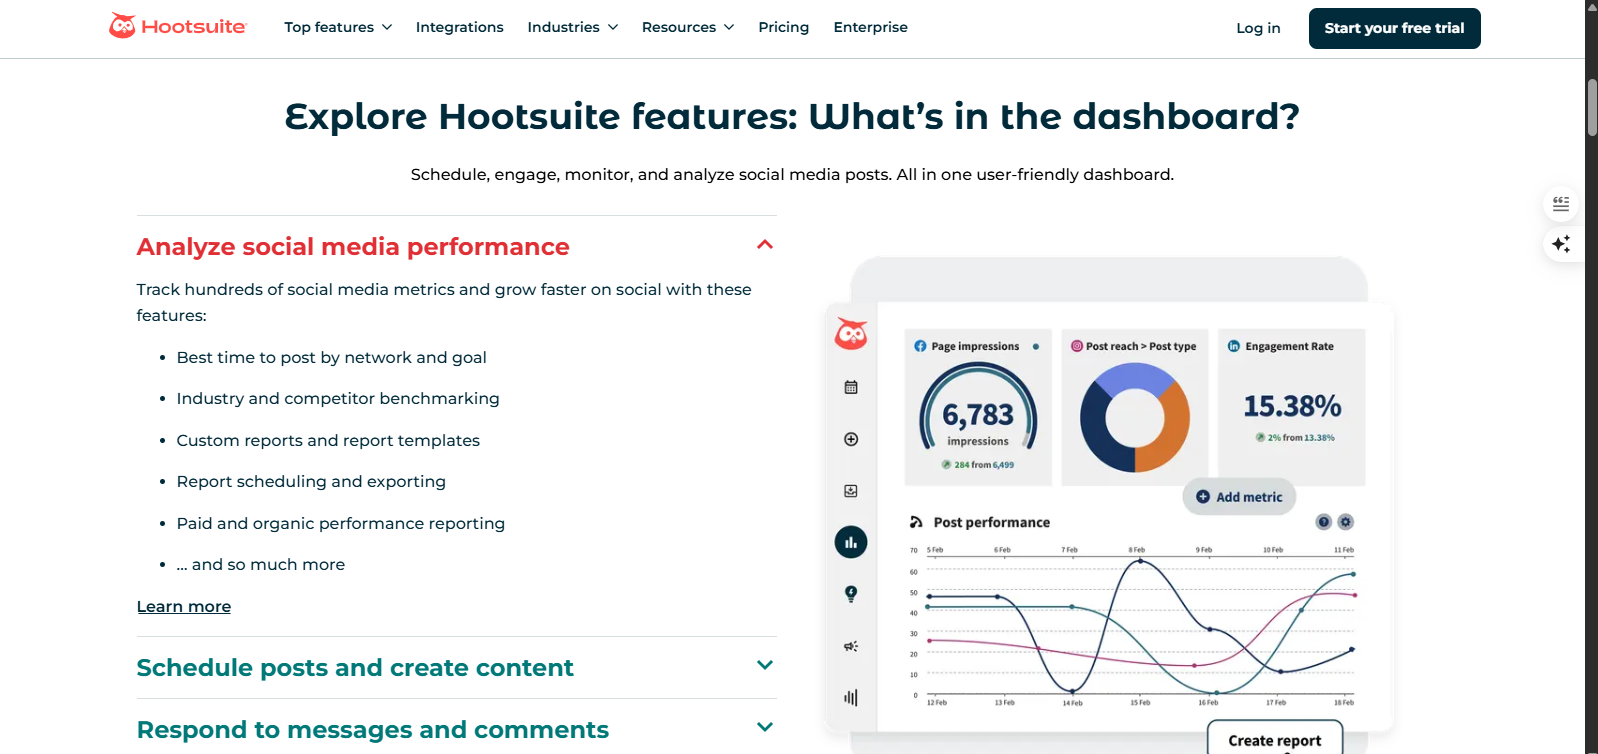 Hootsuite
Top features
Integrations
Industries
Resources
Pricing
Enterprise
Log in
Start your free trial
Explore Hootsuite features: What's in the dashboard?
Schedule, engage, monitor, and analyze social media posts. All in one user-friendly dashboard.
Analyze social media performance
Track hundreds of social media metrics and grow faster on social with these
features:
• Best time to post by network and goal
• Industry and competitor benchmarking
• Custom reports and report templates
• Report scheduling and exporting
• Paid and organic performance reporting
• ... and so much more
Learn more
Schedule posts and create content
Respond to messages and comments
Page impressions
6,783
impressions
284 from 6,499
Post reach > Post type
Engagement Rate
15.38%
2% from 13.38%
Add metric
Post performance
5 Feb 6 Feb 7 Feb 8 Feb 9 Feb 10 Feb 11 Feb
70
60
50
40
30
20
10
0
12 Feb 13 Feb 14 Feb 15 Feb 16 Feb 17 Feb 18 Feb
Create report